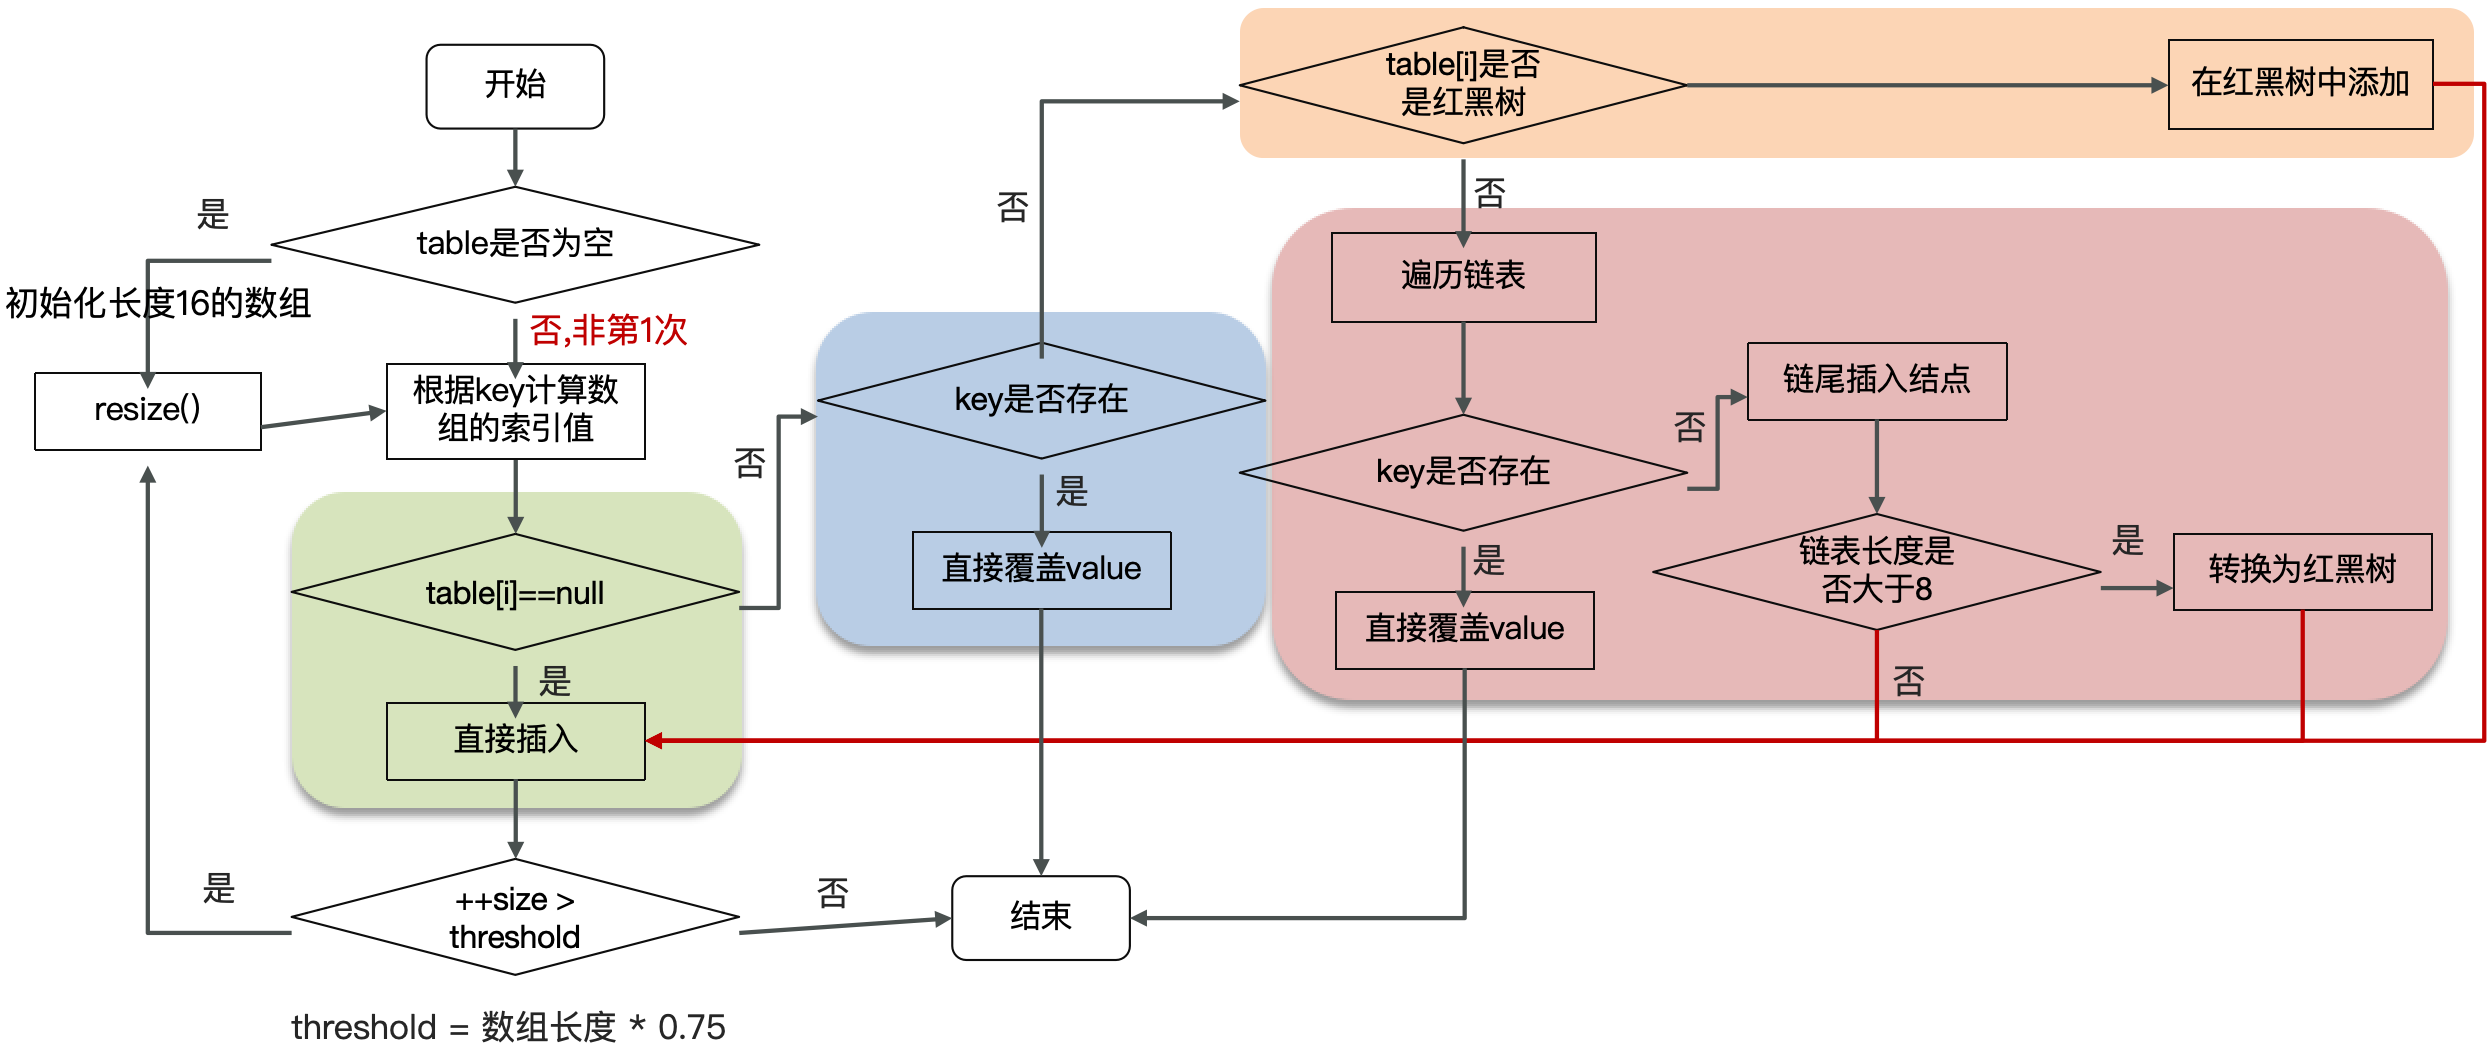 开始
是
table是否为空
初始化长度16的数组
否,非第1次
resize()
根据key计算数
组的索引值
否
table[i]==null
是
直接插入
是
++size >
threshold
否
threshold = 数组长度 * 0.75
否
key是否存在
是
直接覆盖value
结束
table[i]是否
是红黑树
在红黑树中添加
否
遍历链表
key是否存在
否
链尾插入结点
是
直接覆盖value
链表长度是
否大于8
是
转换为红黑树
否